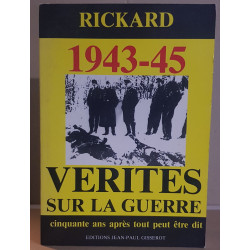 RICKARD
1943-45
VERITES
SUR LA GUERRE
cinquante ans après tout peut être dit
EDITIONS JEAN-PAUL GISSEROT